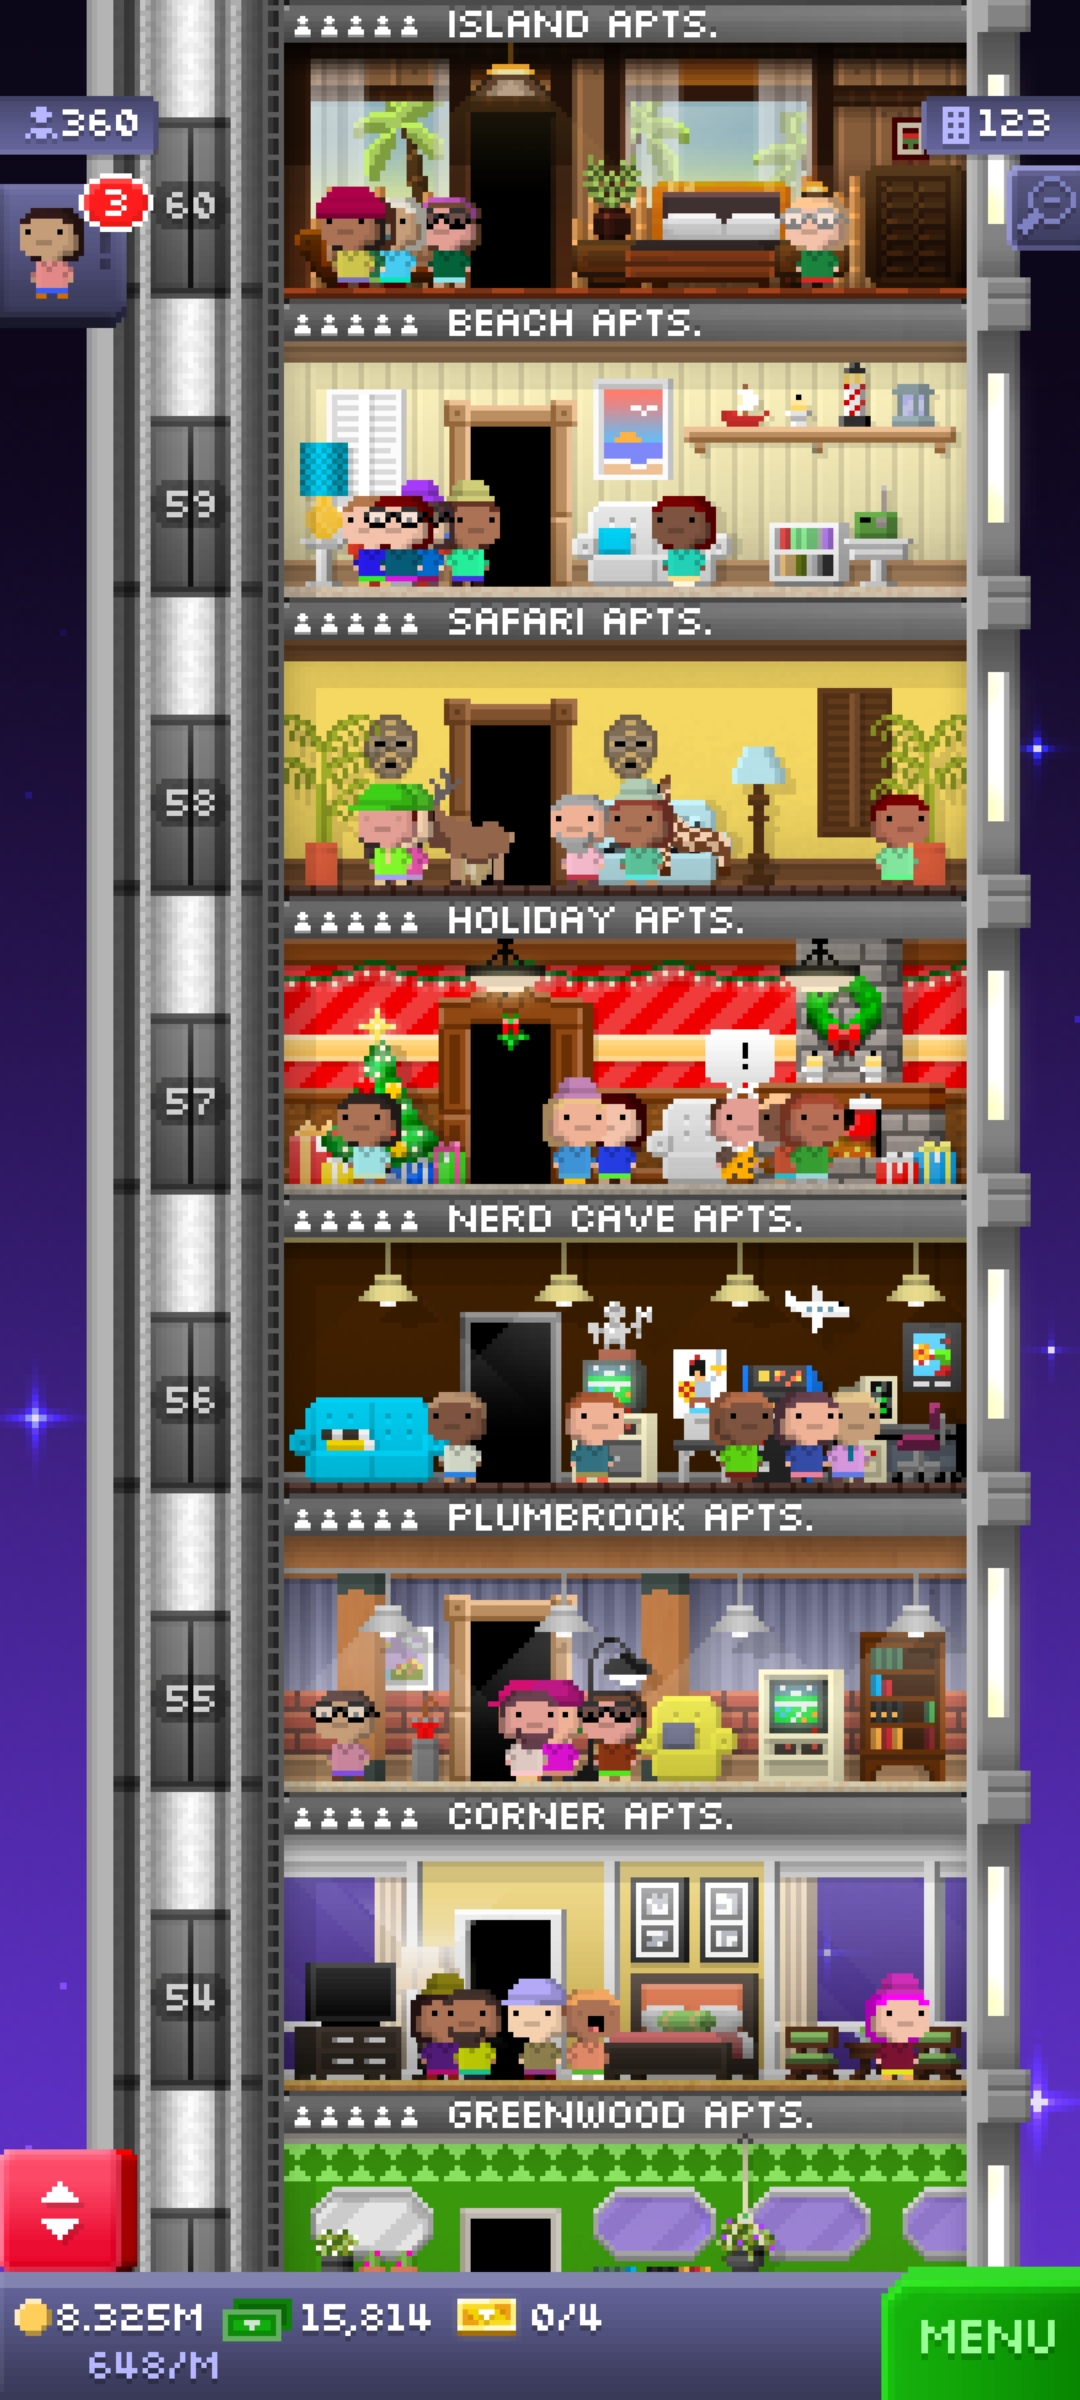 ISLAND APTS.
360
123
3
60
BEACH APTS.
59
SAFARI APTS.
58
HOLIDAY APTS.
!
57
NERD CAVE APTS.
56
PLUMBROOK APTS.
55
CORNER APTS.
54
GREENWOOD APTS.
8.325M 15,814 0/4
648/M
MENU